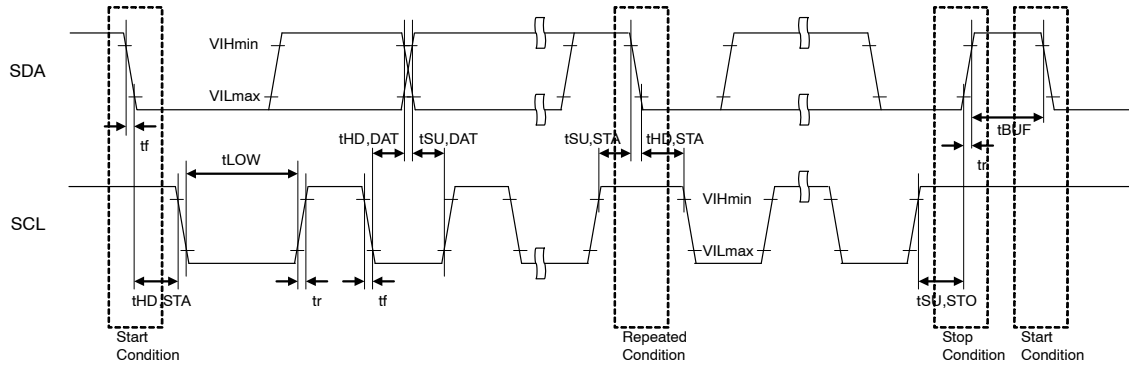 SDA
VIHmin
VILmax
tf
tHD,DAT
tSU,DAT
tSU,STA
tHD,STA
tBUF
tr
tLOW
SCL
VIHmin
VILmax
tHD,STA
tr
tf
tSU,STO
Start
Condition
Repeated
Condition
Stop
Condition
Start
Condition